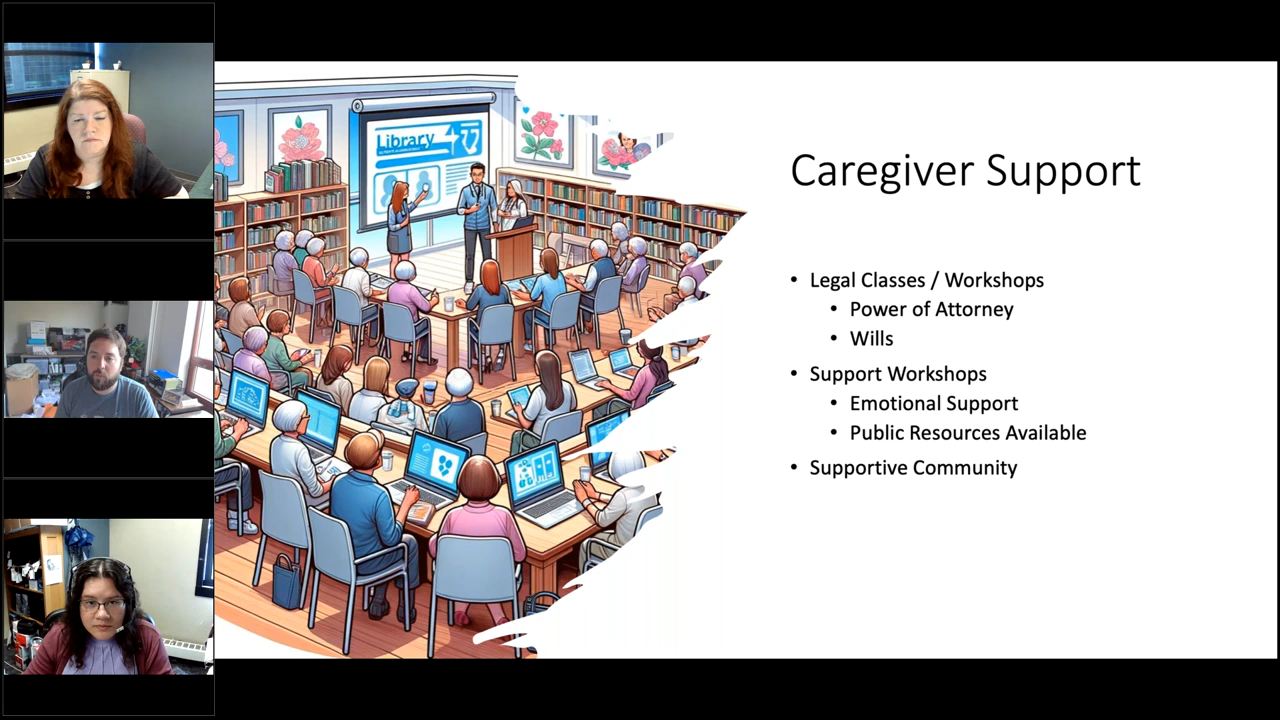 Library
Caregiver Support
• Legal Classes / Workshops
• Power of Attorney
• Wills
• Support Workshops
• Emotional Support
• Public Resources Available
• Supportive Community